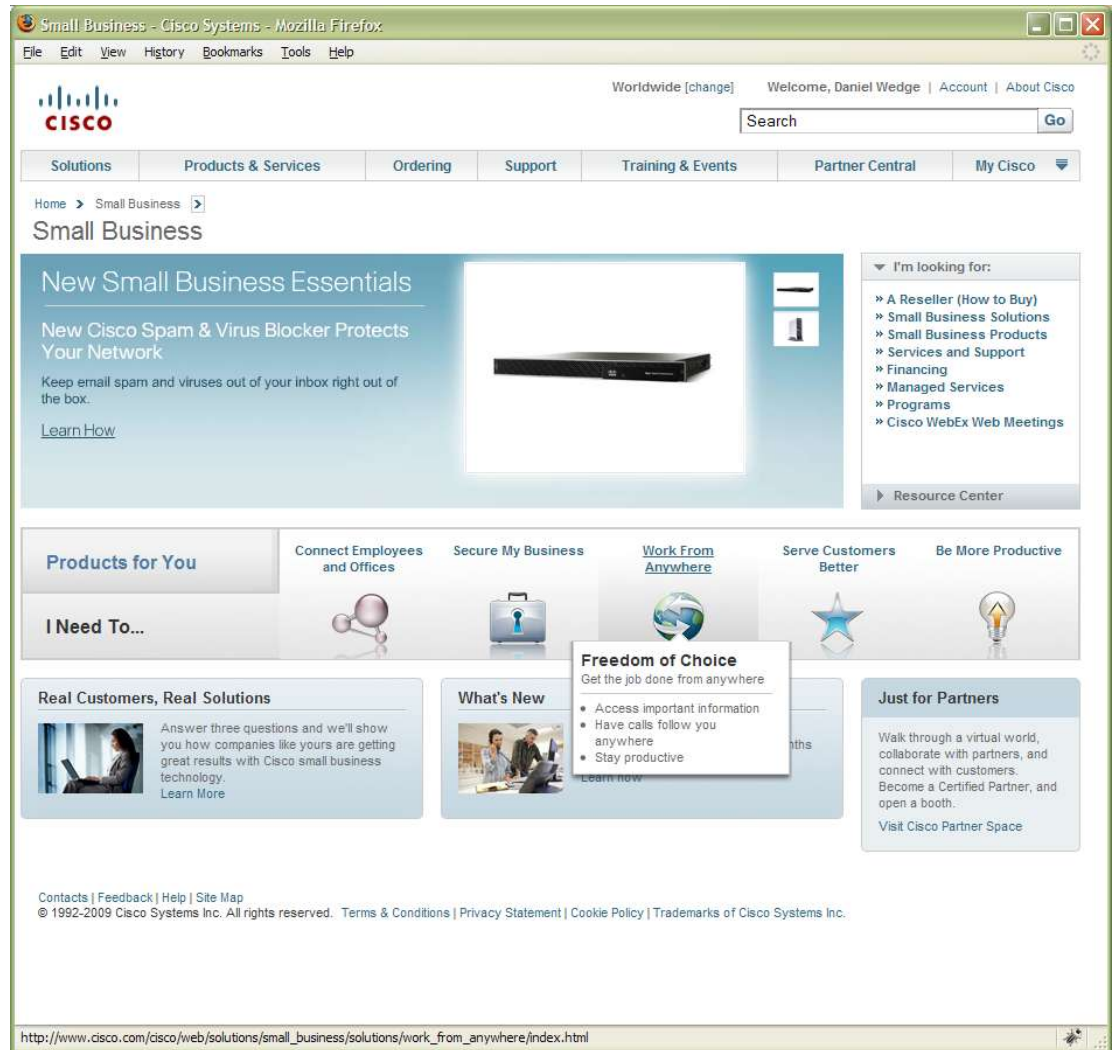 Small Business - Cisco Systems - Mozilla Firefox
File Edit View History Bookmarks Tools Help
Worldwide [change] Welcome, Daniel Wedge | Account | About Cisco
CISCO
Search Go
Solutions Products & Services Ordering Support Training & Events Partner Central My Cisco
Home > Small Business >
Small Business
New Small Business Essentials
New Cisco Spam & Virus Blocker Protects
Your Network
Keep email spam and viruses out of your inbox right out of
the box.
Learn How
I'm looking for:
» A Reseller (How to Buy)
» Small Business Solutions
» Small Business Products
» Services and Support
» Financing
» Managed Services
» Programs
» Cisco WebEx Web Meetings
Resource Center
Products for You
I Need To...
Connect Employees
and Offices
Secure My Business
Work From
Anywhere
Serve Customers
Better
Be More Productive
Freedom of Choice
Get the job done from anywhere
• Access important information
• Have calls follow you
anywhere
• Stay productive
Real Customers, Real Solutions
Answer three questions and we'll show
you how companies like yours are getting
great results with Cisco small business
technology.
Learn More
What's New
Learn how
Just for Partners
Walk through a virtual world,
collaborate with partners, and
connect with customers.
Become a Certified Partner, and
open a booth.
Visit Cisco Partner Space
Contacts | Feedback | Help | Site Map
© 1992-2009 Cisco Systems Inc. All rights reserved. Terms & Conditions | Privacy Statement | Cookie Policy | Trademarks of Cisco Systems Inc.
http://www.cisco.com/cisco/web/solutions/small_business/solutions/work_from_anywhere/index.html